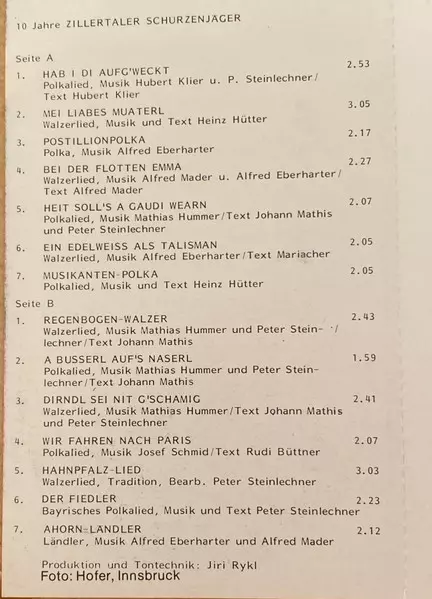 10 Jahre ZILLERTALER SCHÜRZENJÄGER
Seite A
1. HAB I DI AUFG'WECKT 2.53
Polkalied, Musik Hubert Klier u. P. Steinlechner/
Text Hubert Klier
2. MEI LIABES MUATERL 3.05
Walzerlied, Musik und Text Heinz Hütter
3. POSTILLIONPOLKA 2.17
Polka, Musik Alfred Eberharter
4. BEI DER FLOTTEN EMMA 2.27
Walzerlied, Musik Alfred Mader u. Alfred Eberharter/
Text Alfred Mader
5. HEIT SOLL'S A GAUDI WEARN 2.07
Polkalied, Musik Mathias Hummer/Text Johann Mathis
und Peter Steinlechner
6. EIN EDELWEISS ALS TALISMAN 2.05
Walzerlied, Musik Alfred Eberharter/Text Mariacher
7. MUSIKANTEN-POLKA 2.05
Polkalied, Musik und Text Heinz Hütter
Seite B
1. REGENBOGEN-WALZER 2.43
Walzerlied, Musik Mathias Hummer und Peter Stein- /
lechner/Text Johann Mathis
2. A BUSSERL AUF'S NASERL 1.59
Polkalied, Musik Mathias Hummer und Peter Stein-
lechner/Text Johann Mathis
3. DIRNDL SEI NIT G'SCHAMIG 2.41
Walzerlied, Musik Mathias Hummer/Text Johann Mathis
und Peter Steinlechner
4. WIR FAHREN NACH PARIS 2.07
Polkalied, Musik Josef Schmid/Text Rudi Büttner
5. HAHNPFALZ-LIED 3.03
Walzerlied, Tradition, Bearb. Peter Steinlechner
6. DER FIEDLER 2.23
Bayrisches Polkalied, Musik und Text Peter Steinlechner
7. AHORN-LANDLER 2.12
Ländler, Musik Alfred Eberharter und Alfred Mader
Produktion und Tontechnik: Jiri Rykl
Foto: Hofer, Innsbruck